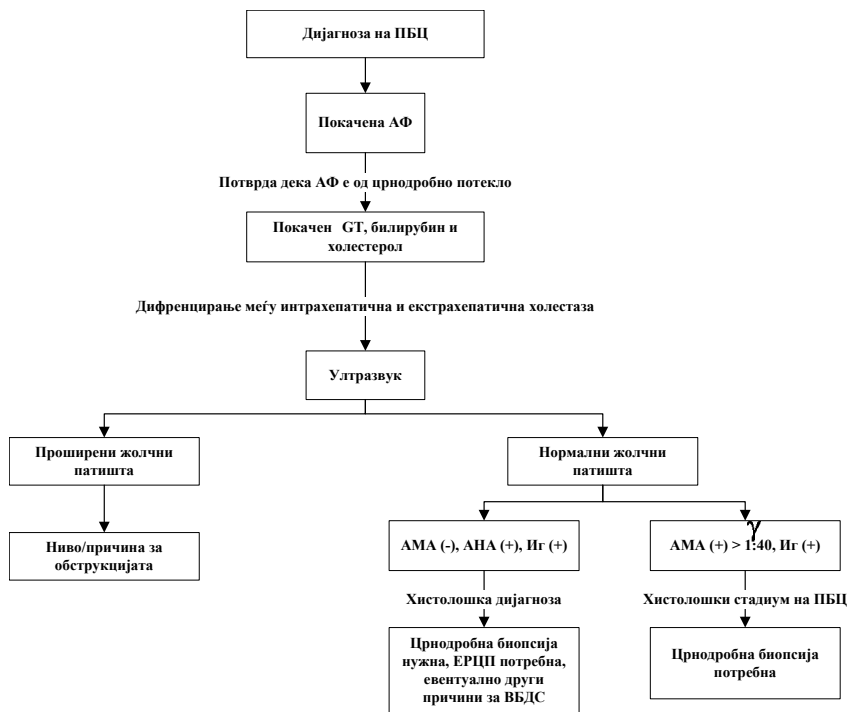 Дијагноза на ПБЦ
Покачена АФ
Потврда дека АФ е од црнодробно потекло
Покачен GT, билирубин и
холестерол
Дифренцирање меѓу интрахепатична и екстрахепатична холестаза
Ултразвук
Проширени жолчни
патишта
Нормални жолчни
патишта
Ниво/причина за
обструкцијата
АМА (-), АНА (+), Иг (+)
γ
АМА (+) > 1:40, Иг (+)
Хистолошка дијагноза
Хистолошки стадиум на ПБЦ
Црнодробна биопсија
нужна, ЕРЦП потребна,
евентуално други
причини за ВБДС
Црнодробна биопсија
потребна